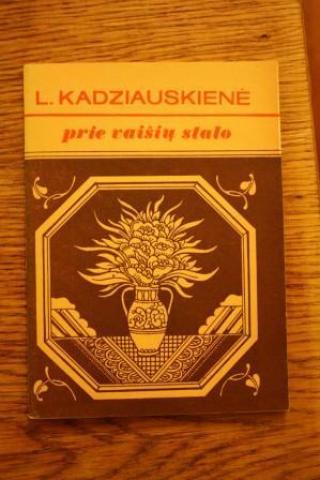 L. KADZIAUSKIENĖ
prie vaišių stalo